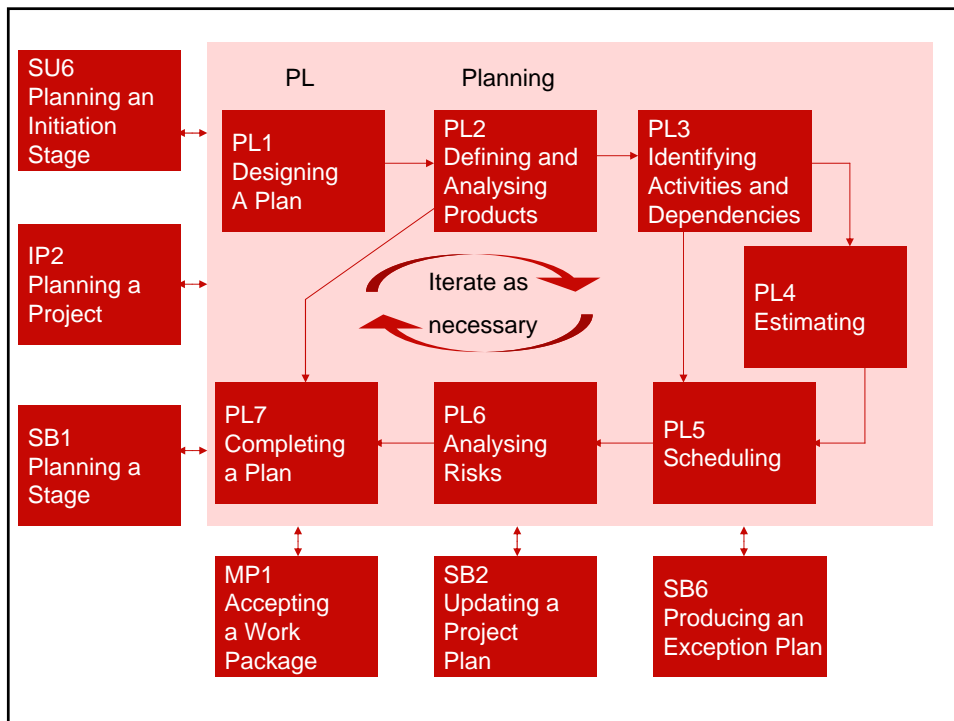 SU6
Planning an
Initiation
Stage
PL
Planning
PL1
Designing
A Plan
PL2
Defining and
Analysing
Products
PL3
Identifying
Activities and
Dependencies
IP2
Planning a
Project
Iterate as
necessary
PL4
Estimating
SB1
Planning a
Stage
PL7
Completing
a Plan
PL6
Analysing
Risks
PL5
Scheduling
MP1
Accepting
a Work
Package
SB2
Updating a
Project
Plan
SB6
Producing an
Exception Plan